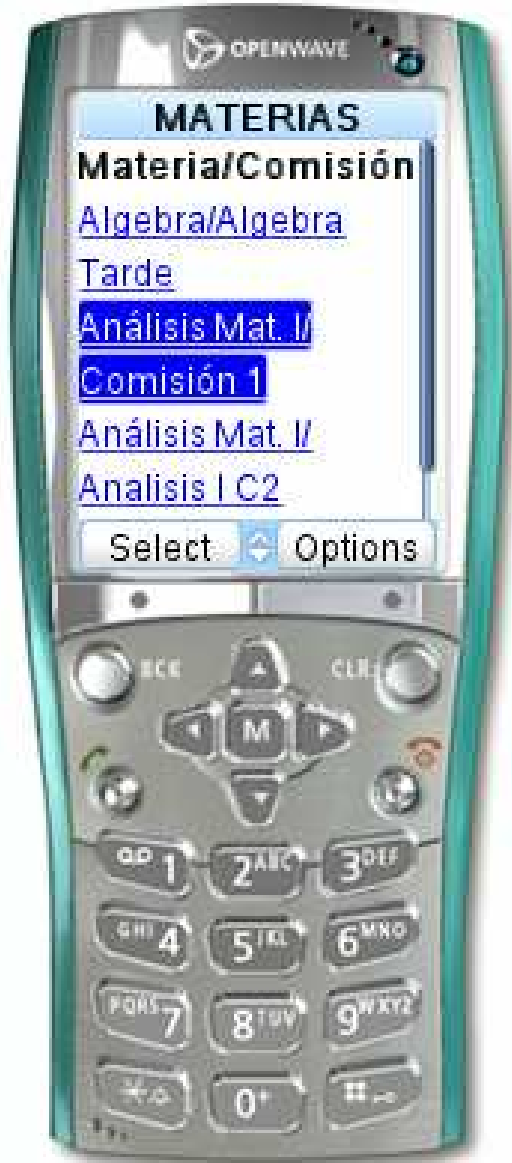 OPENWAVE
MATERIAS
Materia/Comisión
Algebra/Algebra
Tarde
Análisis Mat. I/
Comisión 1
Análisis Mat. I/
Analisis I C2
Select Options
BCK CLR
M
1 2ABC 3DEF
GHI4 5JKL 6MNO
PQRS7 8TUV 9WXYZ
0+